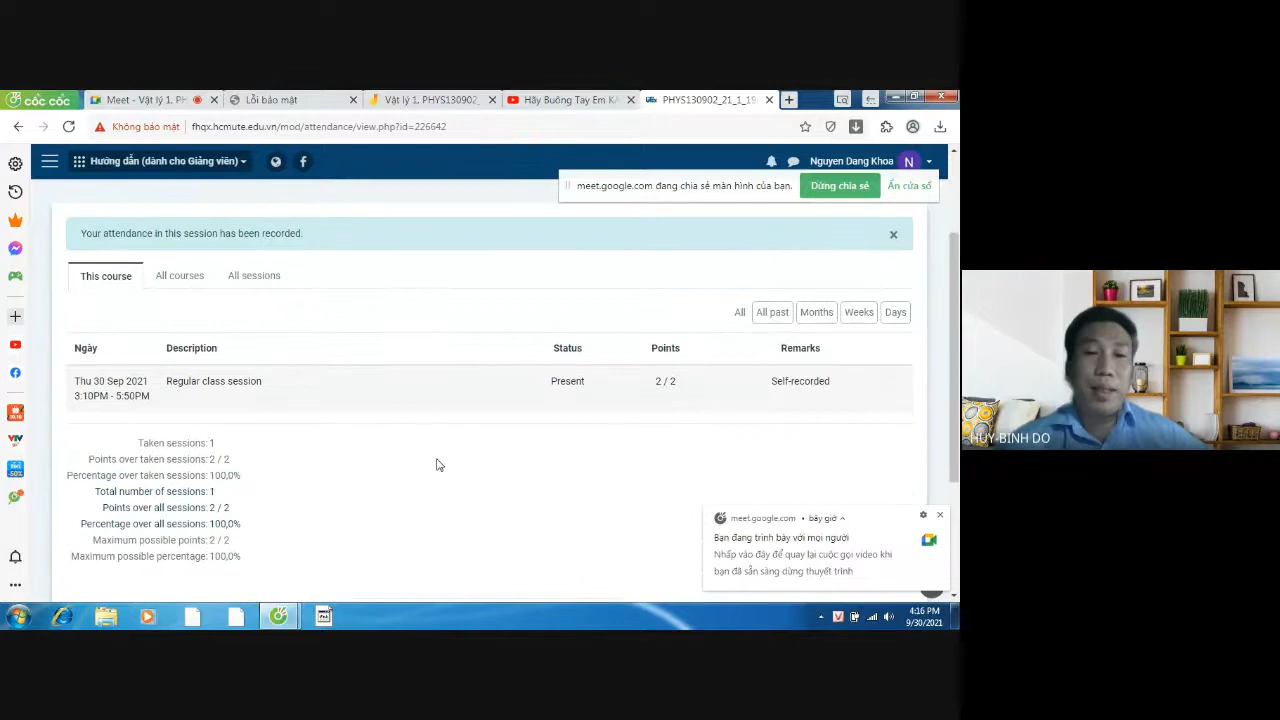 cốc cốc
Meet - Vật lý 1. PH
Lỗi bảo mật
Vật lý 1. PHYS130902_
Hãy Buông Tay Em KA
PHYS130902_21_1_19
Không bảo mật
fhqx.hcmute.edu.vn/mod/attendance/view.php?id=226642
Hướng dẫn (dành cho Giảng viên)
Nguyen Dang Khoa
N
meet.google.com đang chia sẻ màn hình của bạn.
Dừng chia sẻ
Ẩn cửa sổ
Your attendance in this session has been recorded.
This course
All courses
All sessions
All
All past
Months
Weeks
Days
Ngày
Description
Status
Points
Remarks
Thu 30 Sep 2021
3:10PM - 5:50PM
Regular class session
Present
2 / 2
Self-recorded
Taken sessions: 1
Points over taken sessions: 2 / 2
Percentage over taken sessions: 100,0%
Total number of sessions: 1
Points over all sessions: 2 / 2
Percentage over all sessions: 100,0%
Maximum possible points: 2 / 2
Maximum possible percentage: 100,0%
meet.google.com • bây giờ
Bạn đang trình bày với mọi người
Nhấp vào đây để quay lại cuộc gọi video khi
bạn đã sẵn sàng dừng thuyết trình
4:16 PM
9/30/2021
HUY-BINH DO